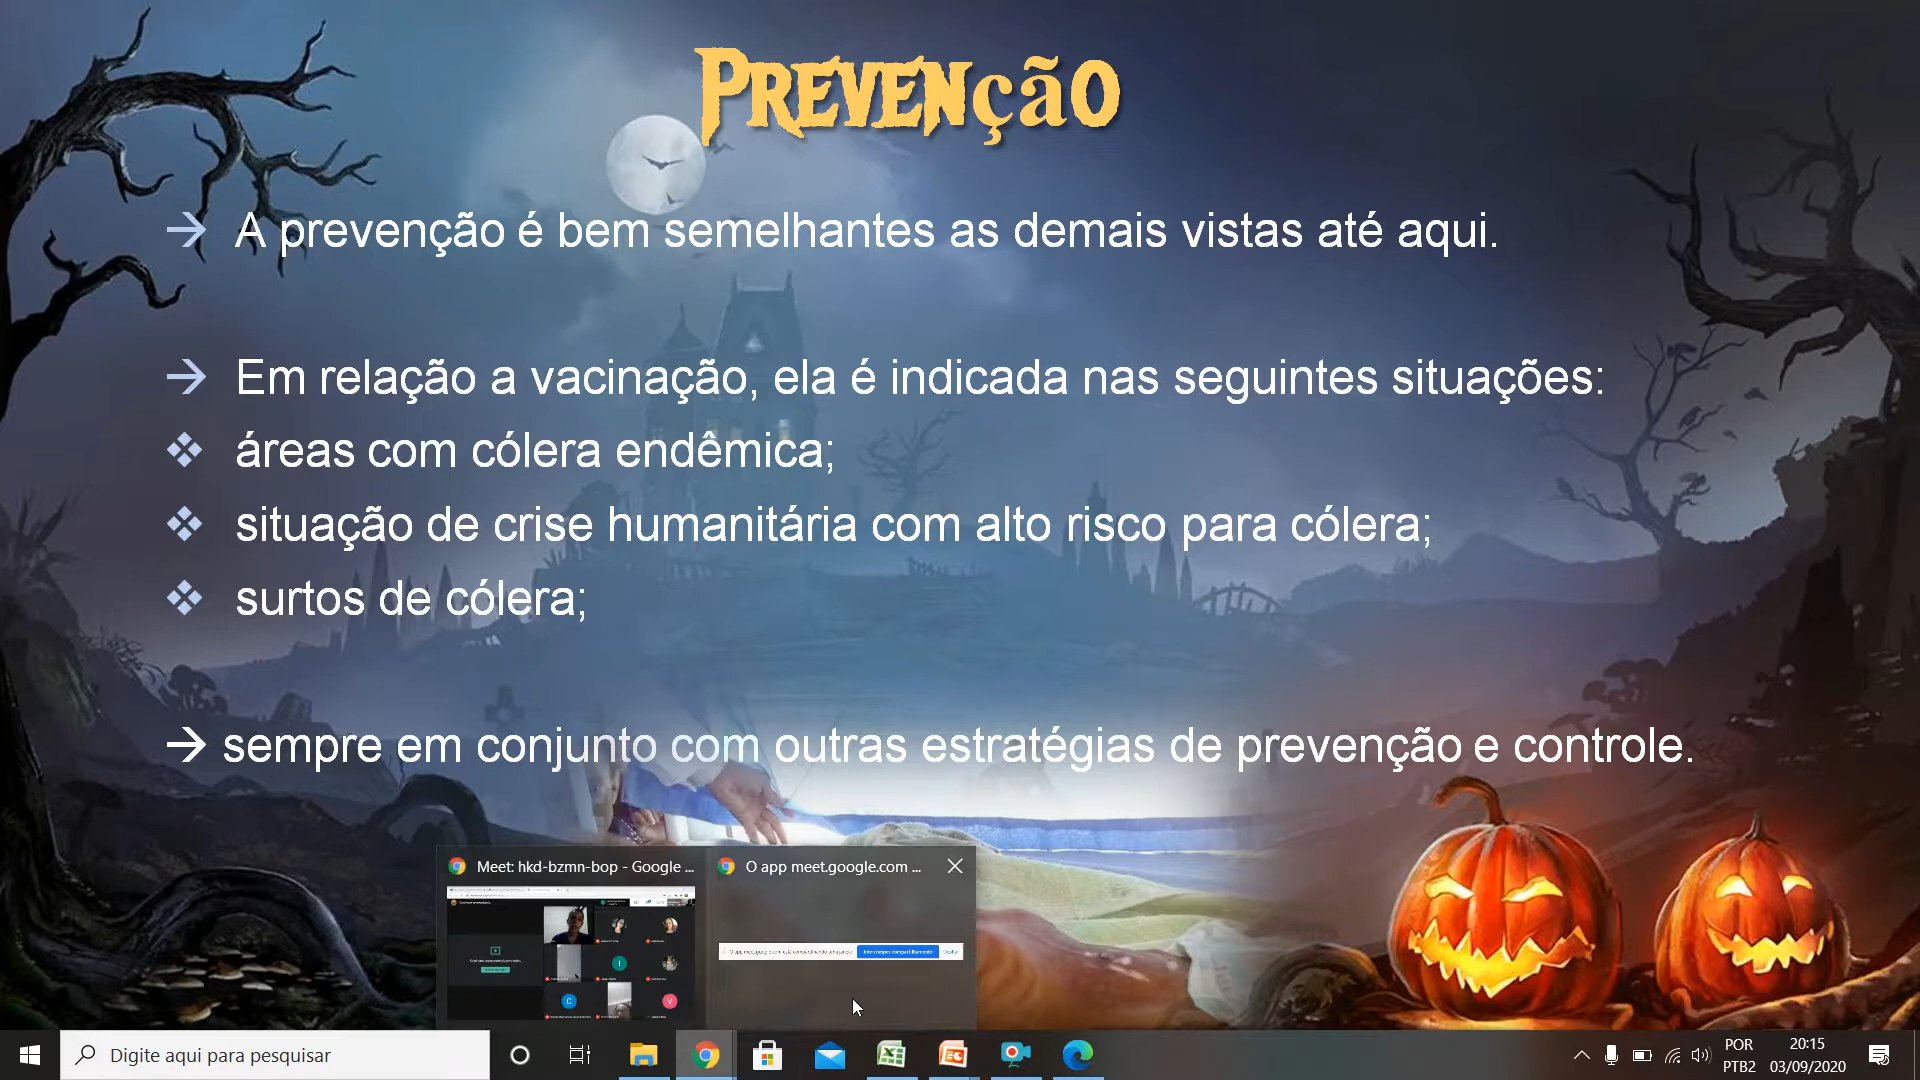 Prevenção
→ A prevenção é bem semelhantes as demais vistas até aqui.
→ Em relação a vacinação, ela é indicada nas seguintes situações:
❖ áreas com cólera endêmica;
❖ situação de crise humanitária com alto risco para cólera;
❖ surtos de cólera;
→ sempre em conjunto com outras estratégias de prevenção e controle.
Meet: hkd-bzmn-bop - Google ...
O app meet.google.com ...
Interromper compartilhamento
Ocultar
I
C
V
Digite aqui para pesquisar
POR
PTB2
20:15
03/09/2020